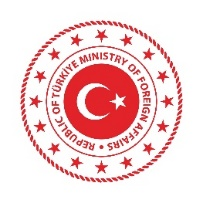 REPUBLIC OF TÜRKİYE MINISTRY OF FOREIGN AFFAIRS •